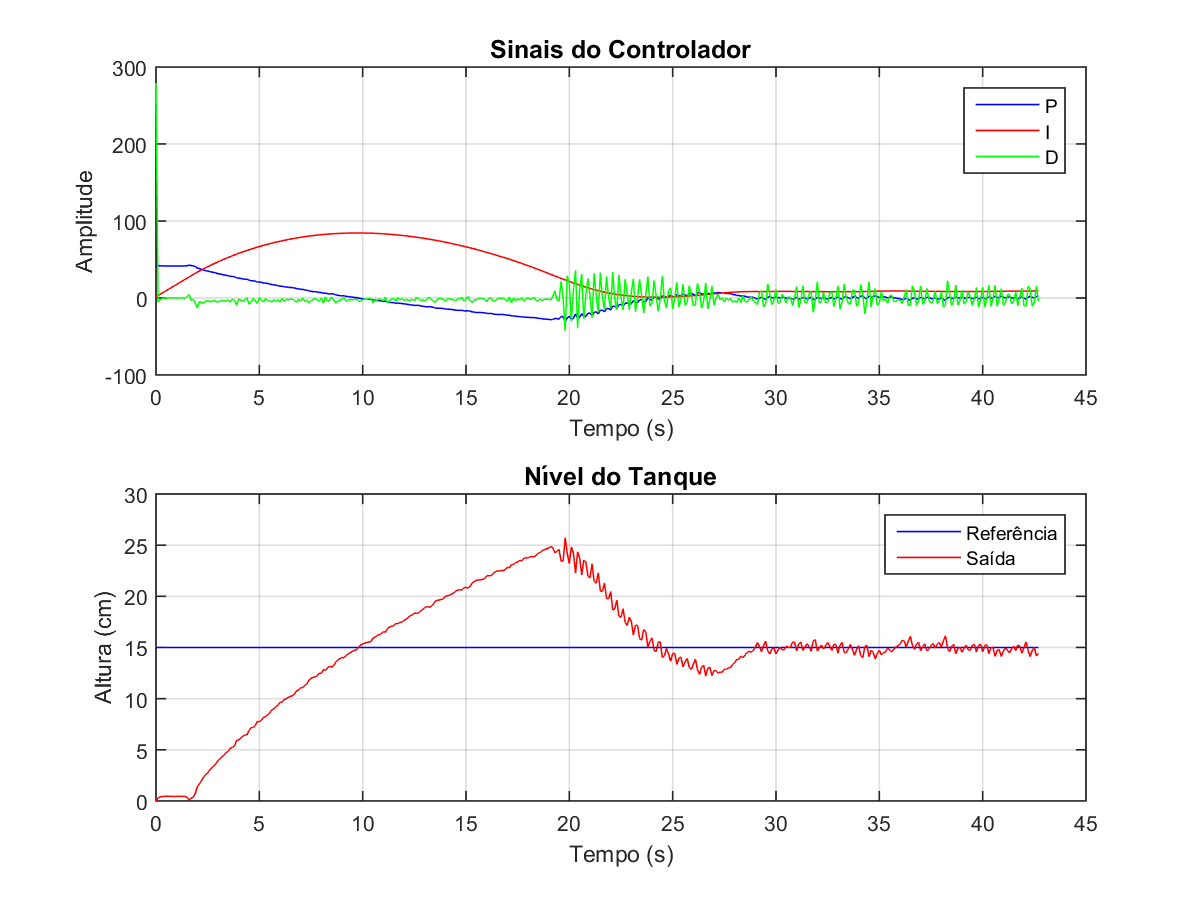 Sinais do Controlador
300
200
100
0
-100
Amplitude
P
I
D
0 5 10 15 20 25 30 35 40 45
Tempo (s)
Nível do Tanque
30
25
20
15
10
5
0
Altura (cm)
Referência
Saída
0 5 10 15 20 25 30 35 40 45
Tempo (s)